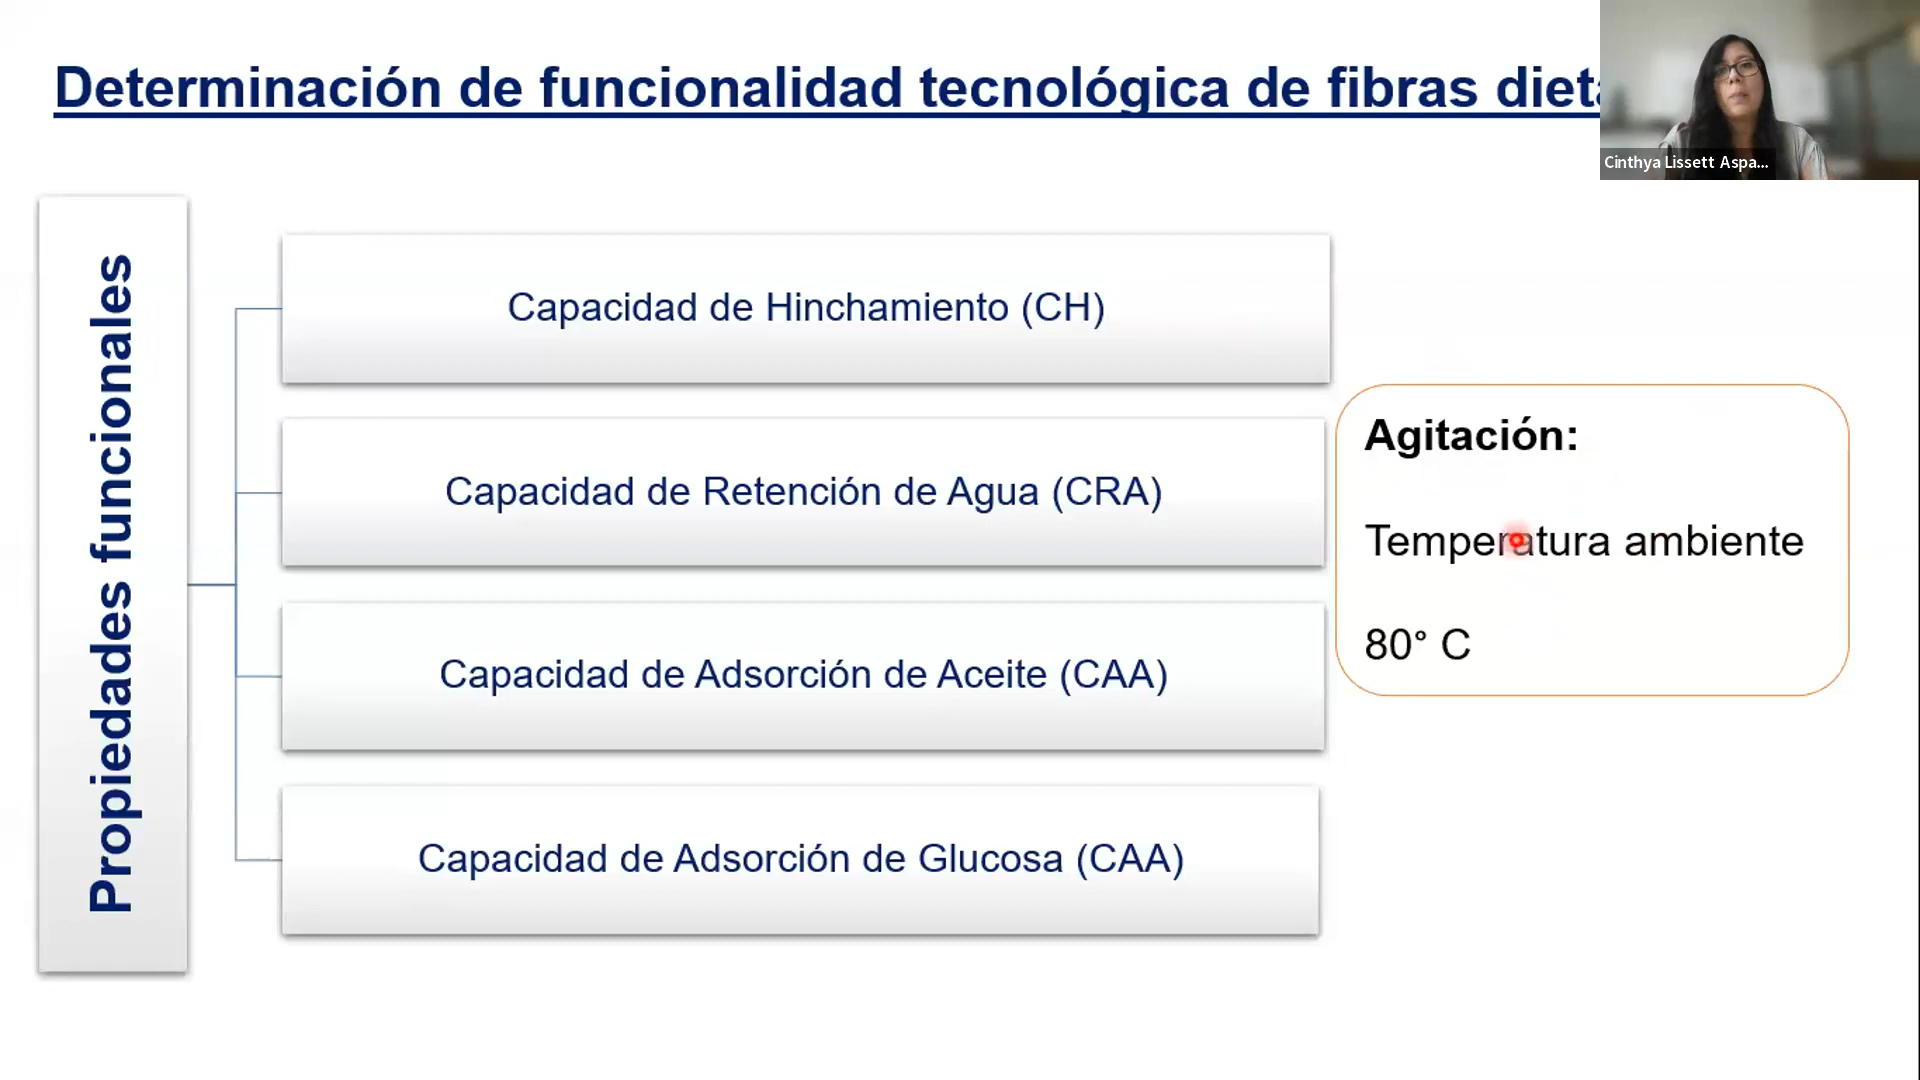 Determinación de funcionalidad tecnológica de fibras
Cinthya Lissett Aspa...
Propiedades funcionales
Capacidad de Hinchamiento (CH)
Capacidad de Retención de Agua (CRA)
Capacidad de Adsorción de Aceite (CAA)
Capacidad de Adsorción de Glucosa (CAA)
Agitación:
Temperatura ambiente
80° C